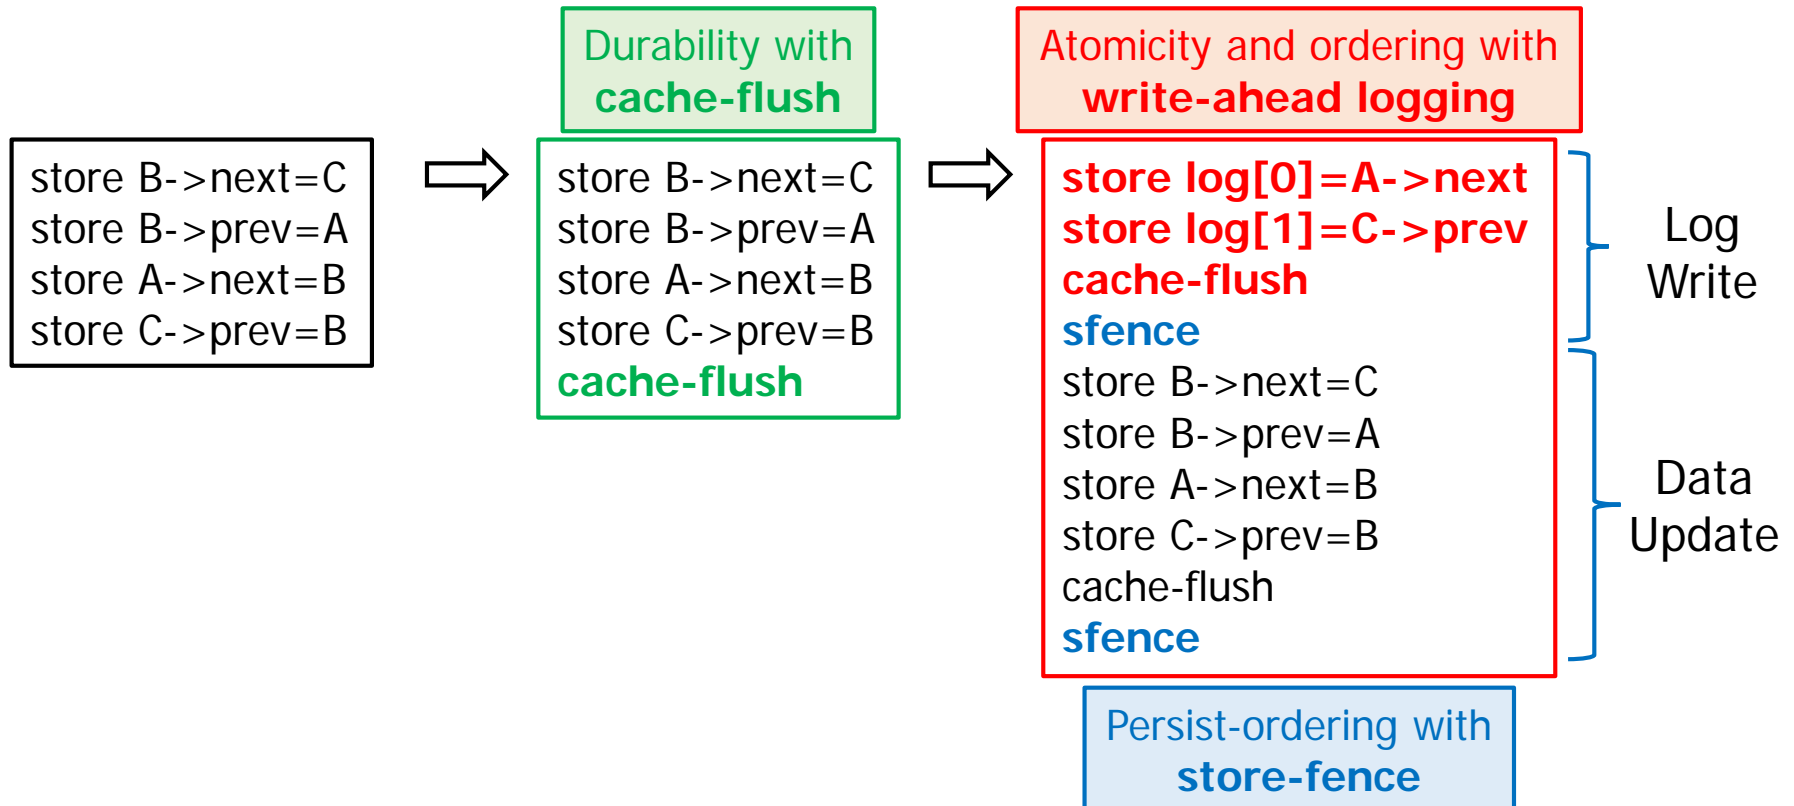 Durability with
cache-flush
Atomicity and ordering with
write-ahead logging
store B->next=C
store B->prev=A
store A->next=B
store C->prev=B
store B->next=C
store B->prev=A
store A->next=B
store C->prev=B
cache-flush
store log[0]=A->next
store log[1]=C->prev
cache-flush
sfence
store B->next=C
store B->prev=A
store A->next=B
store C->prev=B
cache-flush
sfence
Log
Write
Data
Update
Persist-ordering with
store-fence